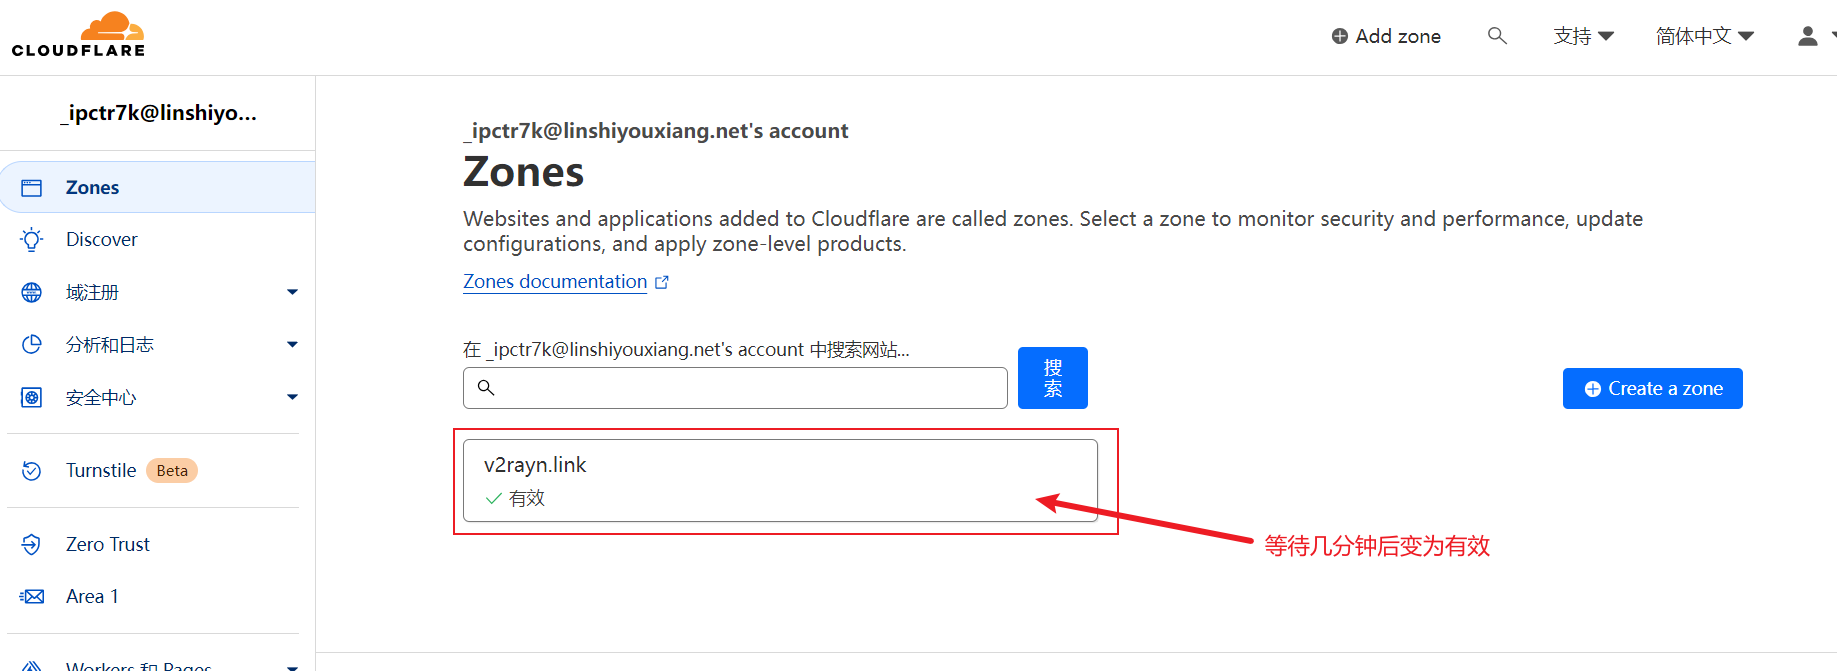 CLOUDFLARE
Add zone
支持
简体中文
_ipctr7k@linshiyo...
Zones
Discover
域注册
分析和日志
安全中心
Turnstile Beta
Zero Trust
Area 1
Workers 和 Pages
_ipctr7k@linshiyouxiang.net's account
Zones
Websites and applications added to Cloudflare are called zones. Select a zone to monitor security and performance, update
configurations, and apply zone-level products.
Zones documentation
在 _ipctr7k@linshiyouxiang.net's account 中搜索网站...
搜
索
Create a zone
v2rayn.link
有效
等待几分钟后变为有效